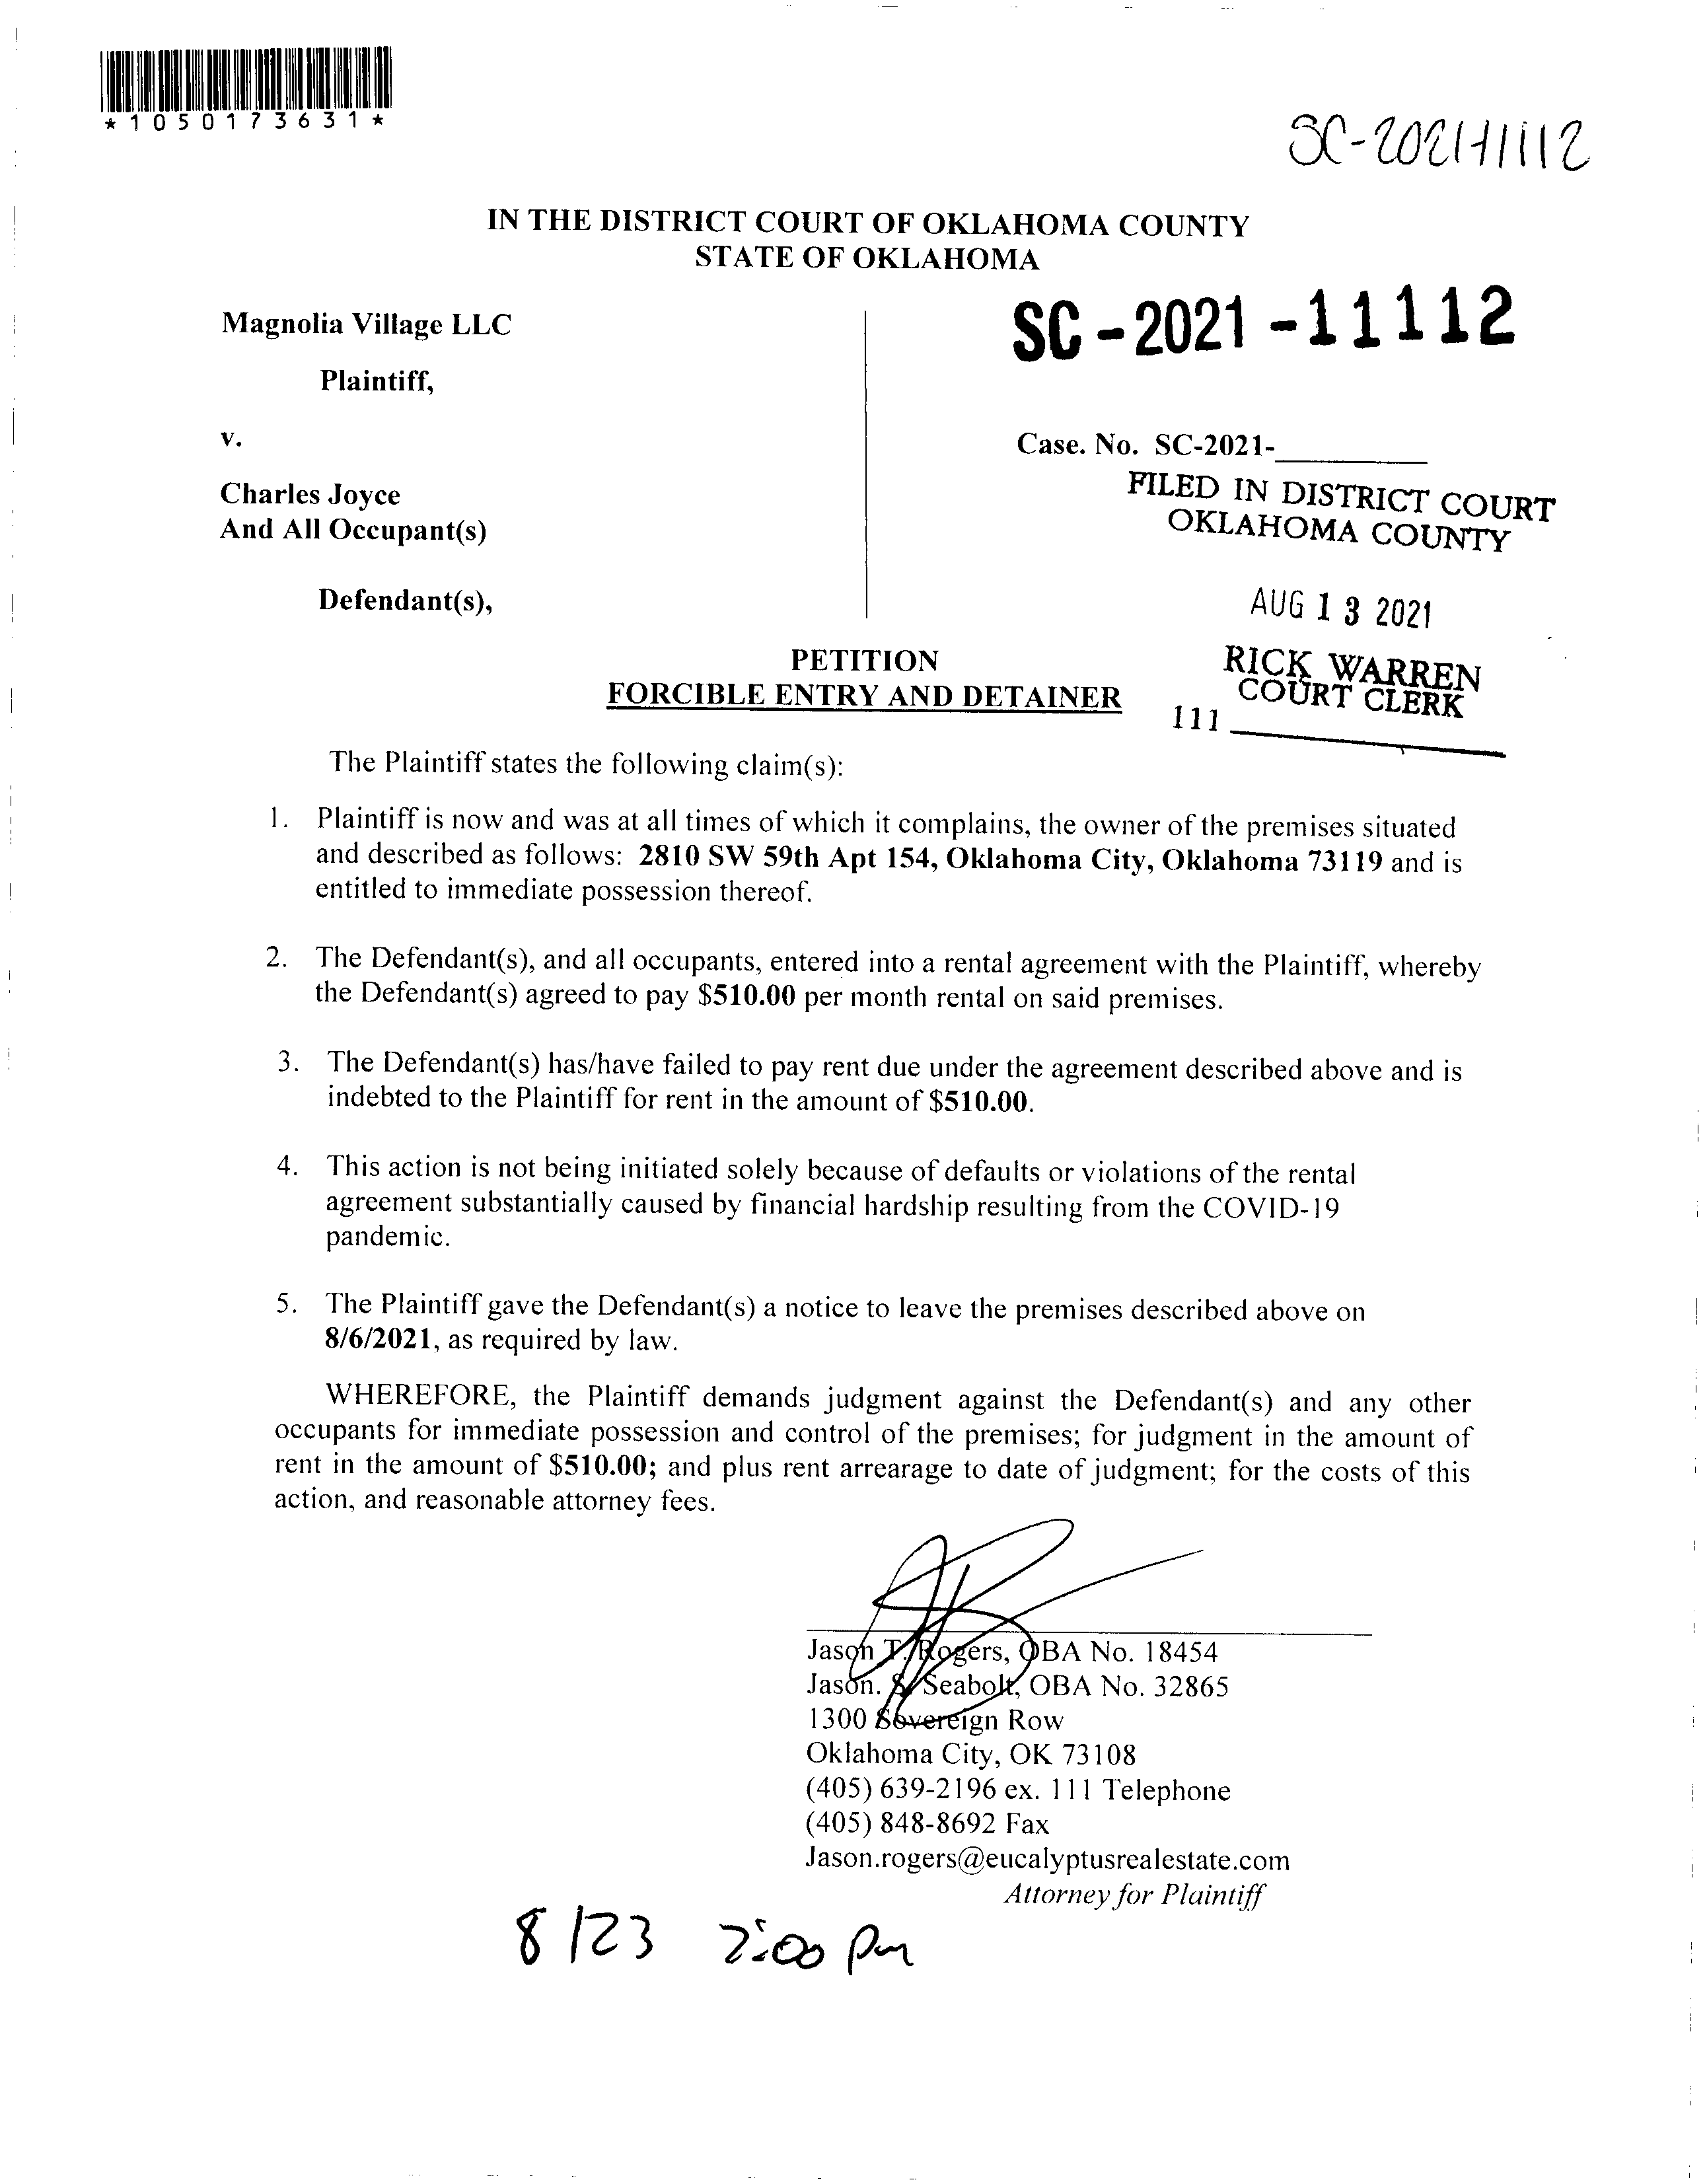 *1050173631*
SC-2021-11112
IN THE DISTRICT COURT OF OKLAHOMA COUNTY
STATE OF OKLAHOMA
Magnolia Village LLC
SC-2021-11112
Plaintiff,
v.
Case. No. SC-2021-________
Charles Joyce
And All Occupant(s)
FILED IN DISTRICT COURT
OKLAHOMA COUNTY
Defendant(s),
AUG 13 2021
PETITION
FORCIBLE ENTRY AND DETAINER
RICK WARREN
COURT CLERK
111 ________
The Plaintiff states the following claim(s):
1. Plaintiff is now and was at all times of which it complains, the owner of the premises situated
and described as follows: 2810 SW 59th Apt 154, Oklahoma City, Oklahoma 73119 and is
entitled to immediate possession thereof.
2. The Defendant(s), and all occupants, entered into a rental agreement with the Plaintiff, whereby
the Defendant(s) agreed to pay $510.00 per month rental on said premises.
3. The Defendant(s) has/have failed to pay rent due under the agreement described above and is
indebted to the Plaintiff for rent in the amount of $510.00.
4. This action is not being initiated solely because of defaults or violations of the rental
agreement substantially caused by financial hardship resulting from the COVID-19
pandemic.
5. The Plaintiff gave the Defendant(s) a notice to leave the premises described above on
8/6/2021, as required by law.
WHEREFORE, the Plaintiff demands judgment against the Defendant(s) and any other
occupants for immediate possession and control of the premises; for judgment in the amount of
rent in the amount of $510.00; and plus rent arrearage to date of judgment; for the costs of this
action, and reasonable attorney fees.
Jason T. Rogers, OBA No. 18454
Jason. Seabolt, OBA No. 32865
1300 Sovereign Row
Oklahoma City, OK 73108
(405) 639-2196 ex. 111 Telephone
(405) 848-8692 Fax
Jason.rogers@eucalyptusrealestate.com
Attorney for Plaintiff
8/23 2:00 pm